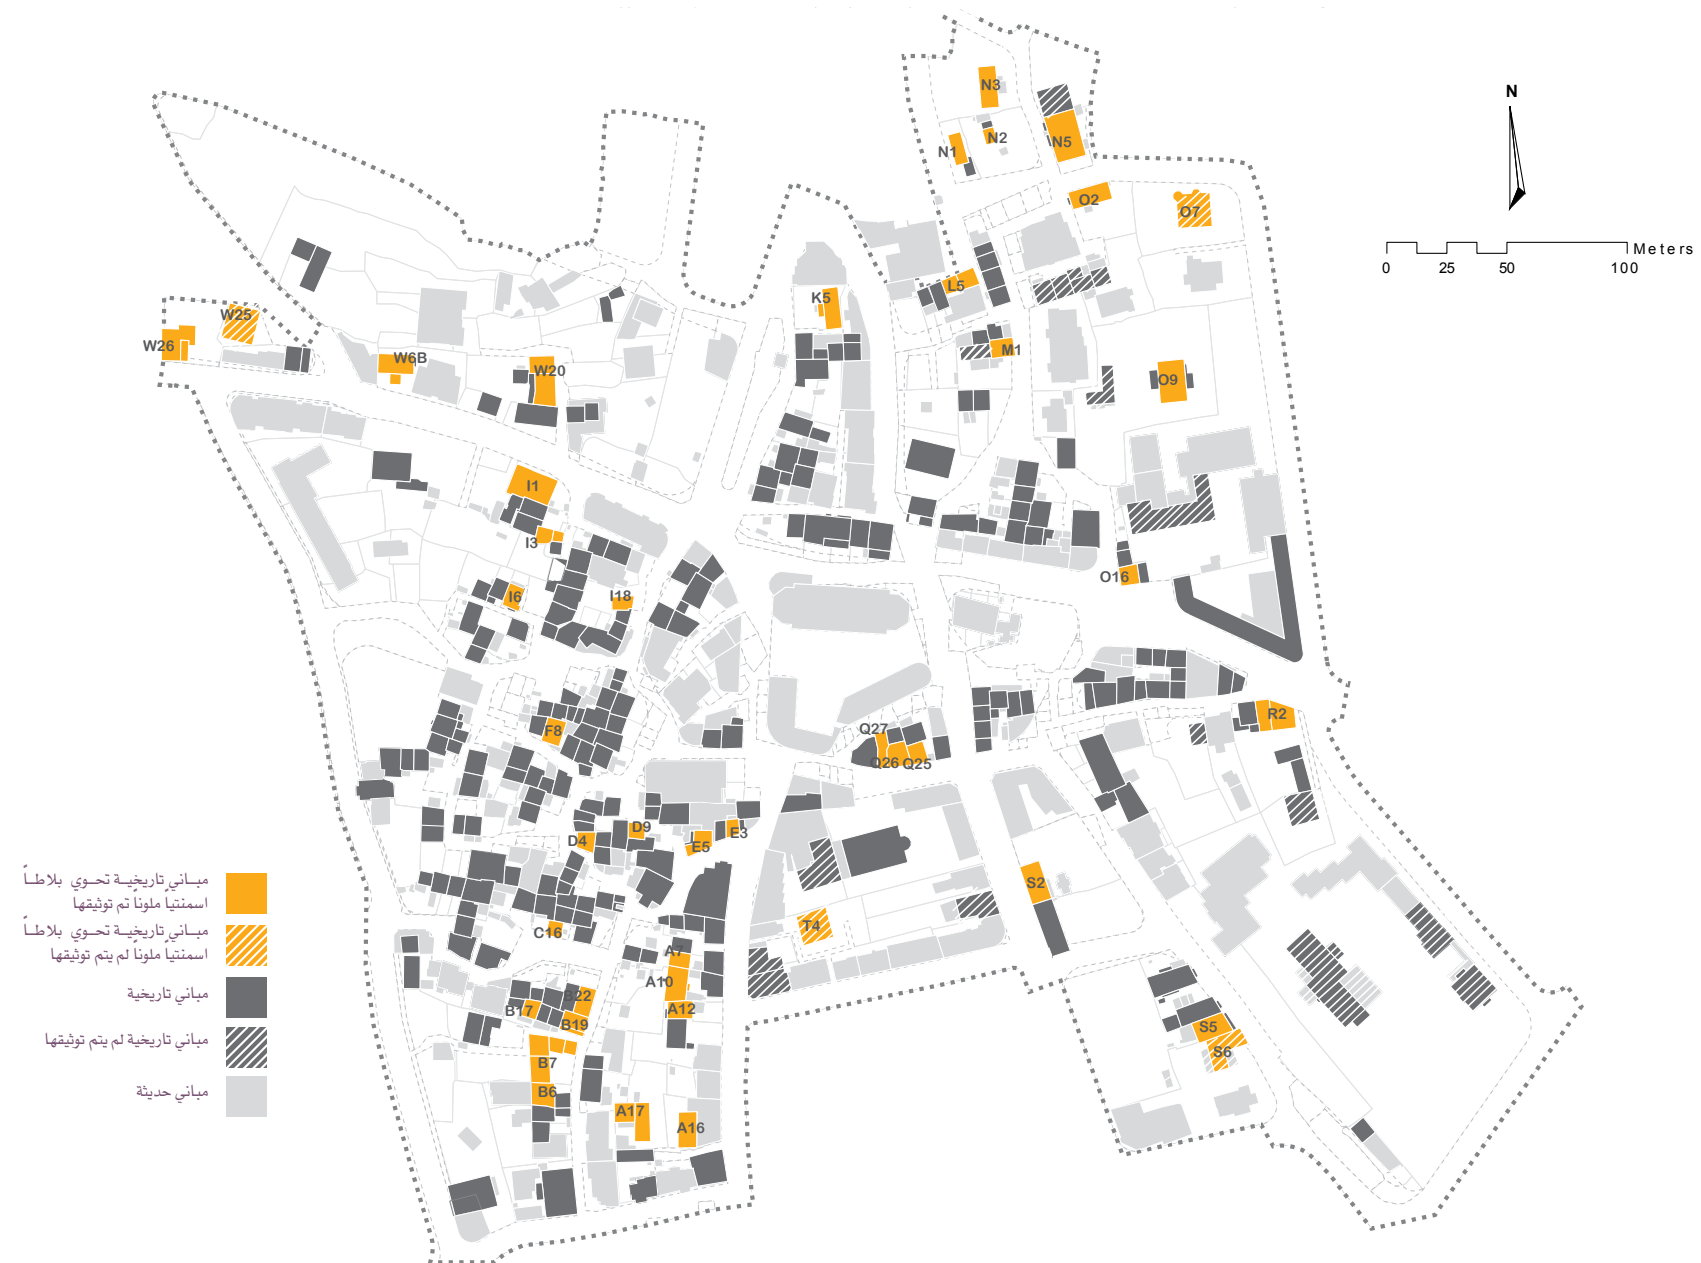 N
Meters
0 25 50 100
N3
N2
N1
N5
O2
O7
L5
K5
M1
O9
W25
W26
W6B
W20
I1
I3
I6
I18
O16
F8
Q27
Q26 Q25
R2
D4
D9
E5
E3
S2
T4
C16
A7
A10
A12
B22
B17
B19
B7
B6
A17
A16
S5
S6
مباني تاريخية تحوي بلاطاً
اسمنتياً ملوناً تم توثيقها
مباني تاريخية تحوي بلاطاً
اسمنتياً ملوناً لم يتم توثيقها
مباني تاريخية
مباني تاريخية لم يتم توثيقها
مباني حديثة